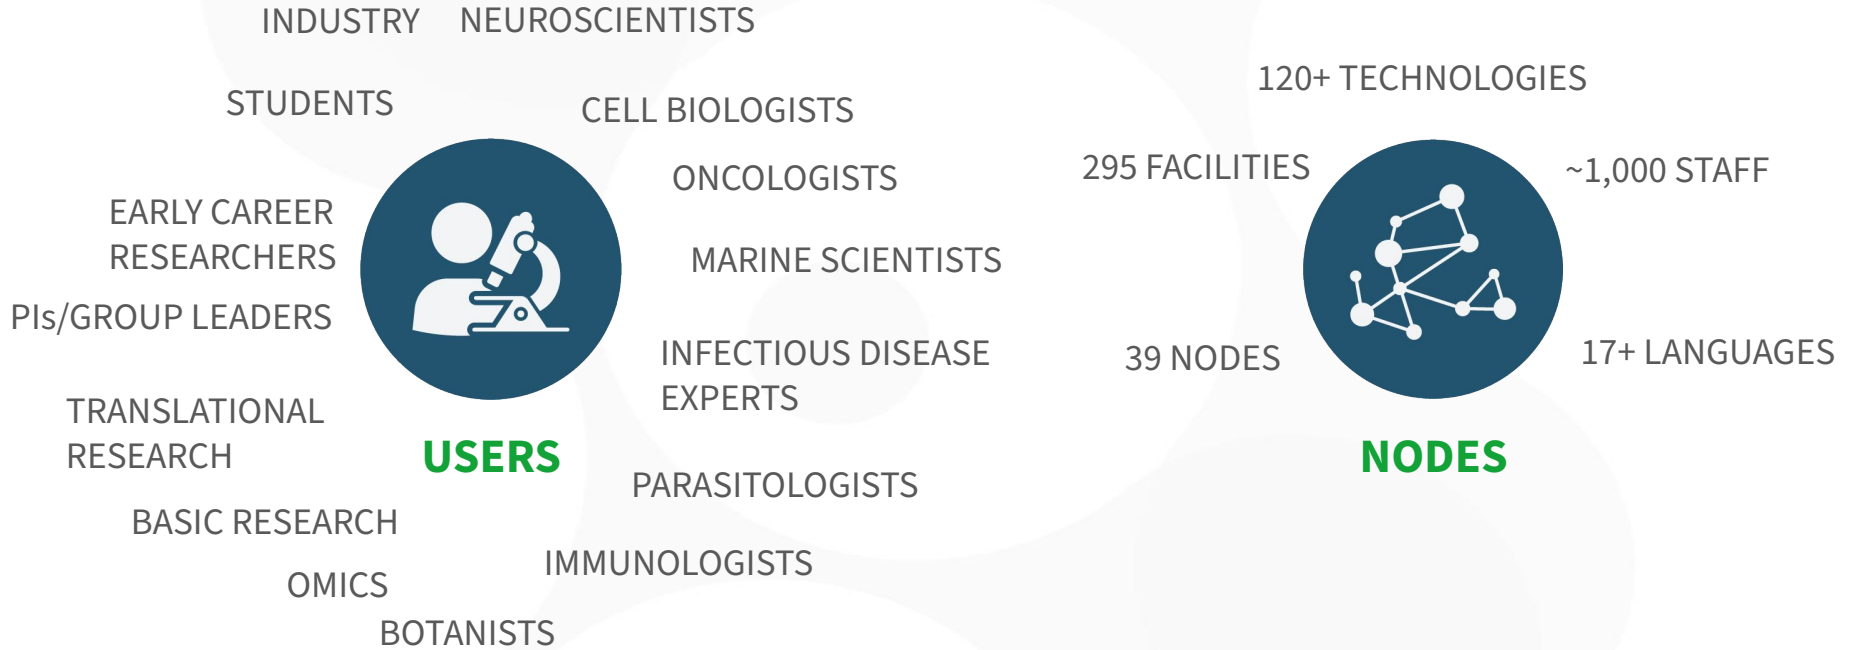 INDUSTRY
NEUROSCIENTISTS
STUDENTS
CELL BIOLOGISTS
ONCOLOGISTS
EARLY CAREER
RESEARCHERS
MARINE SCIENTISTS
PIs/GROUP LEADERS
INFECTIOUS DISEASE
EXPERTS
TRANSLATIONAL
RESEARCH
USERS
PARASITOLOGISTS
BASIC RESEARCH
IMMUNOLOGISTS
OMICS
BOTANISTS
120+ TECHNOLOGIES
295 FACILITIES
~1,000 STAFF
39 NODES
17+ LANGUAGES
NODES